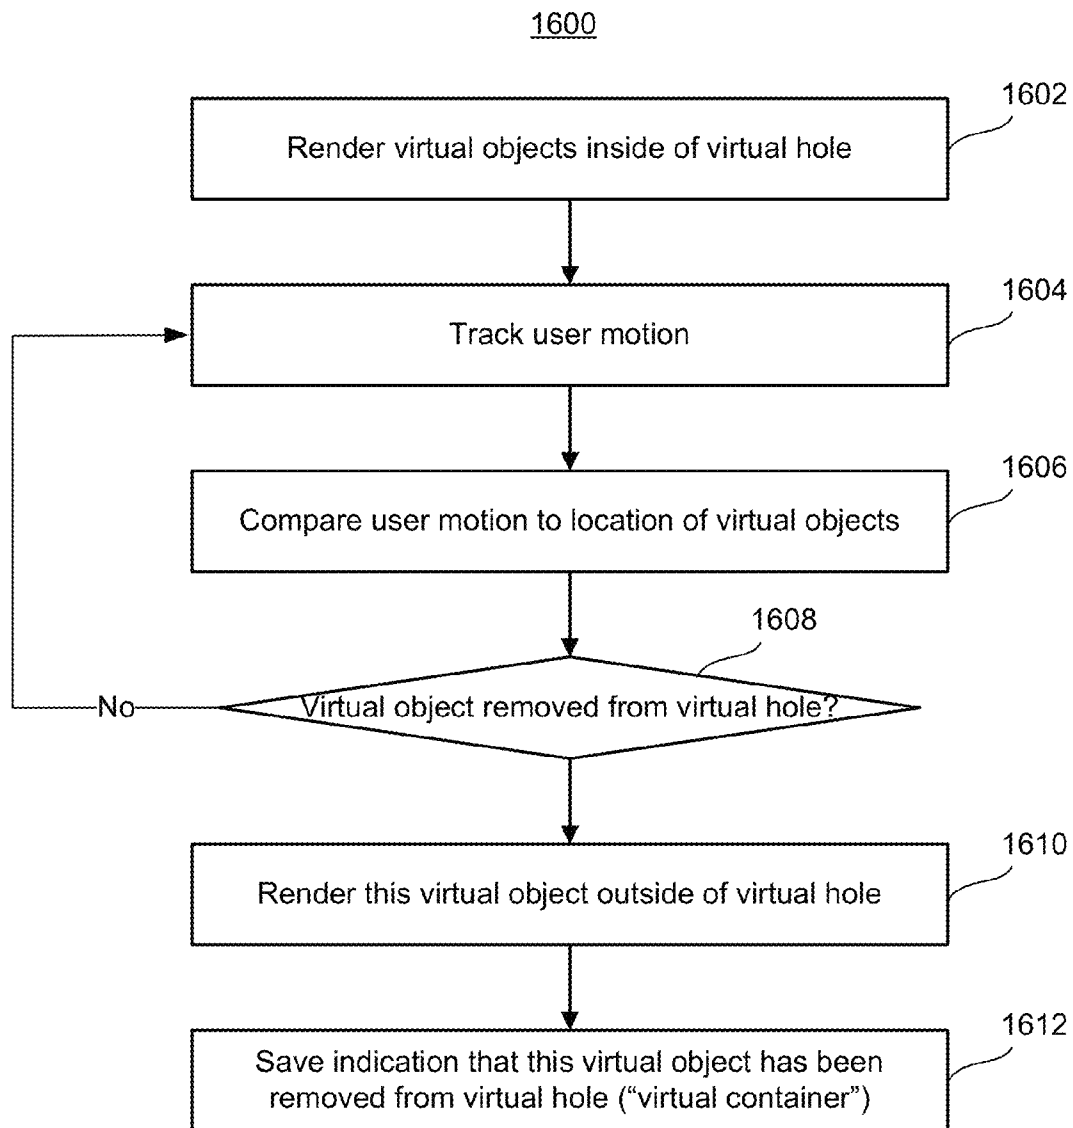 1600
1602
Render virtual objects inside of virtual hole
1604
Track user motion
1606
Compare user motion to location of virtual objects
1608
Virtual object removed from virtual hole?
No
1610
Render this virtual object outside of virtual hole
1612
Save indication that this virtual object has been
removed from virtual hole (“virtual container”)